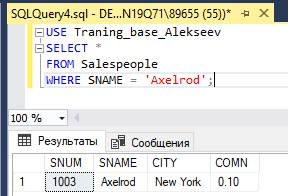 SQLQuery4.sql - DE...N19Q71\89655 (55))*
USE Traning_base_Alekseev
SELECT *
FROM Salespeople
WHERE SNAME = 'Axelrod';
100 %
Результаты Сообщения
SNUM SNAME CITY COMN
1 1003 Axelrod New York 0.10